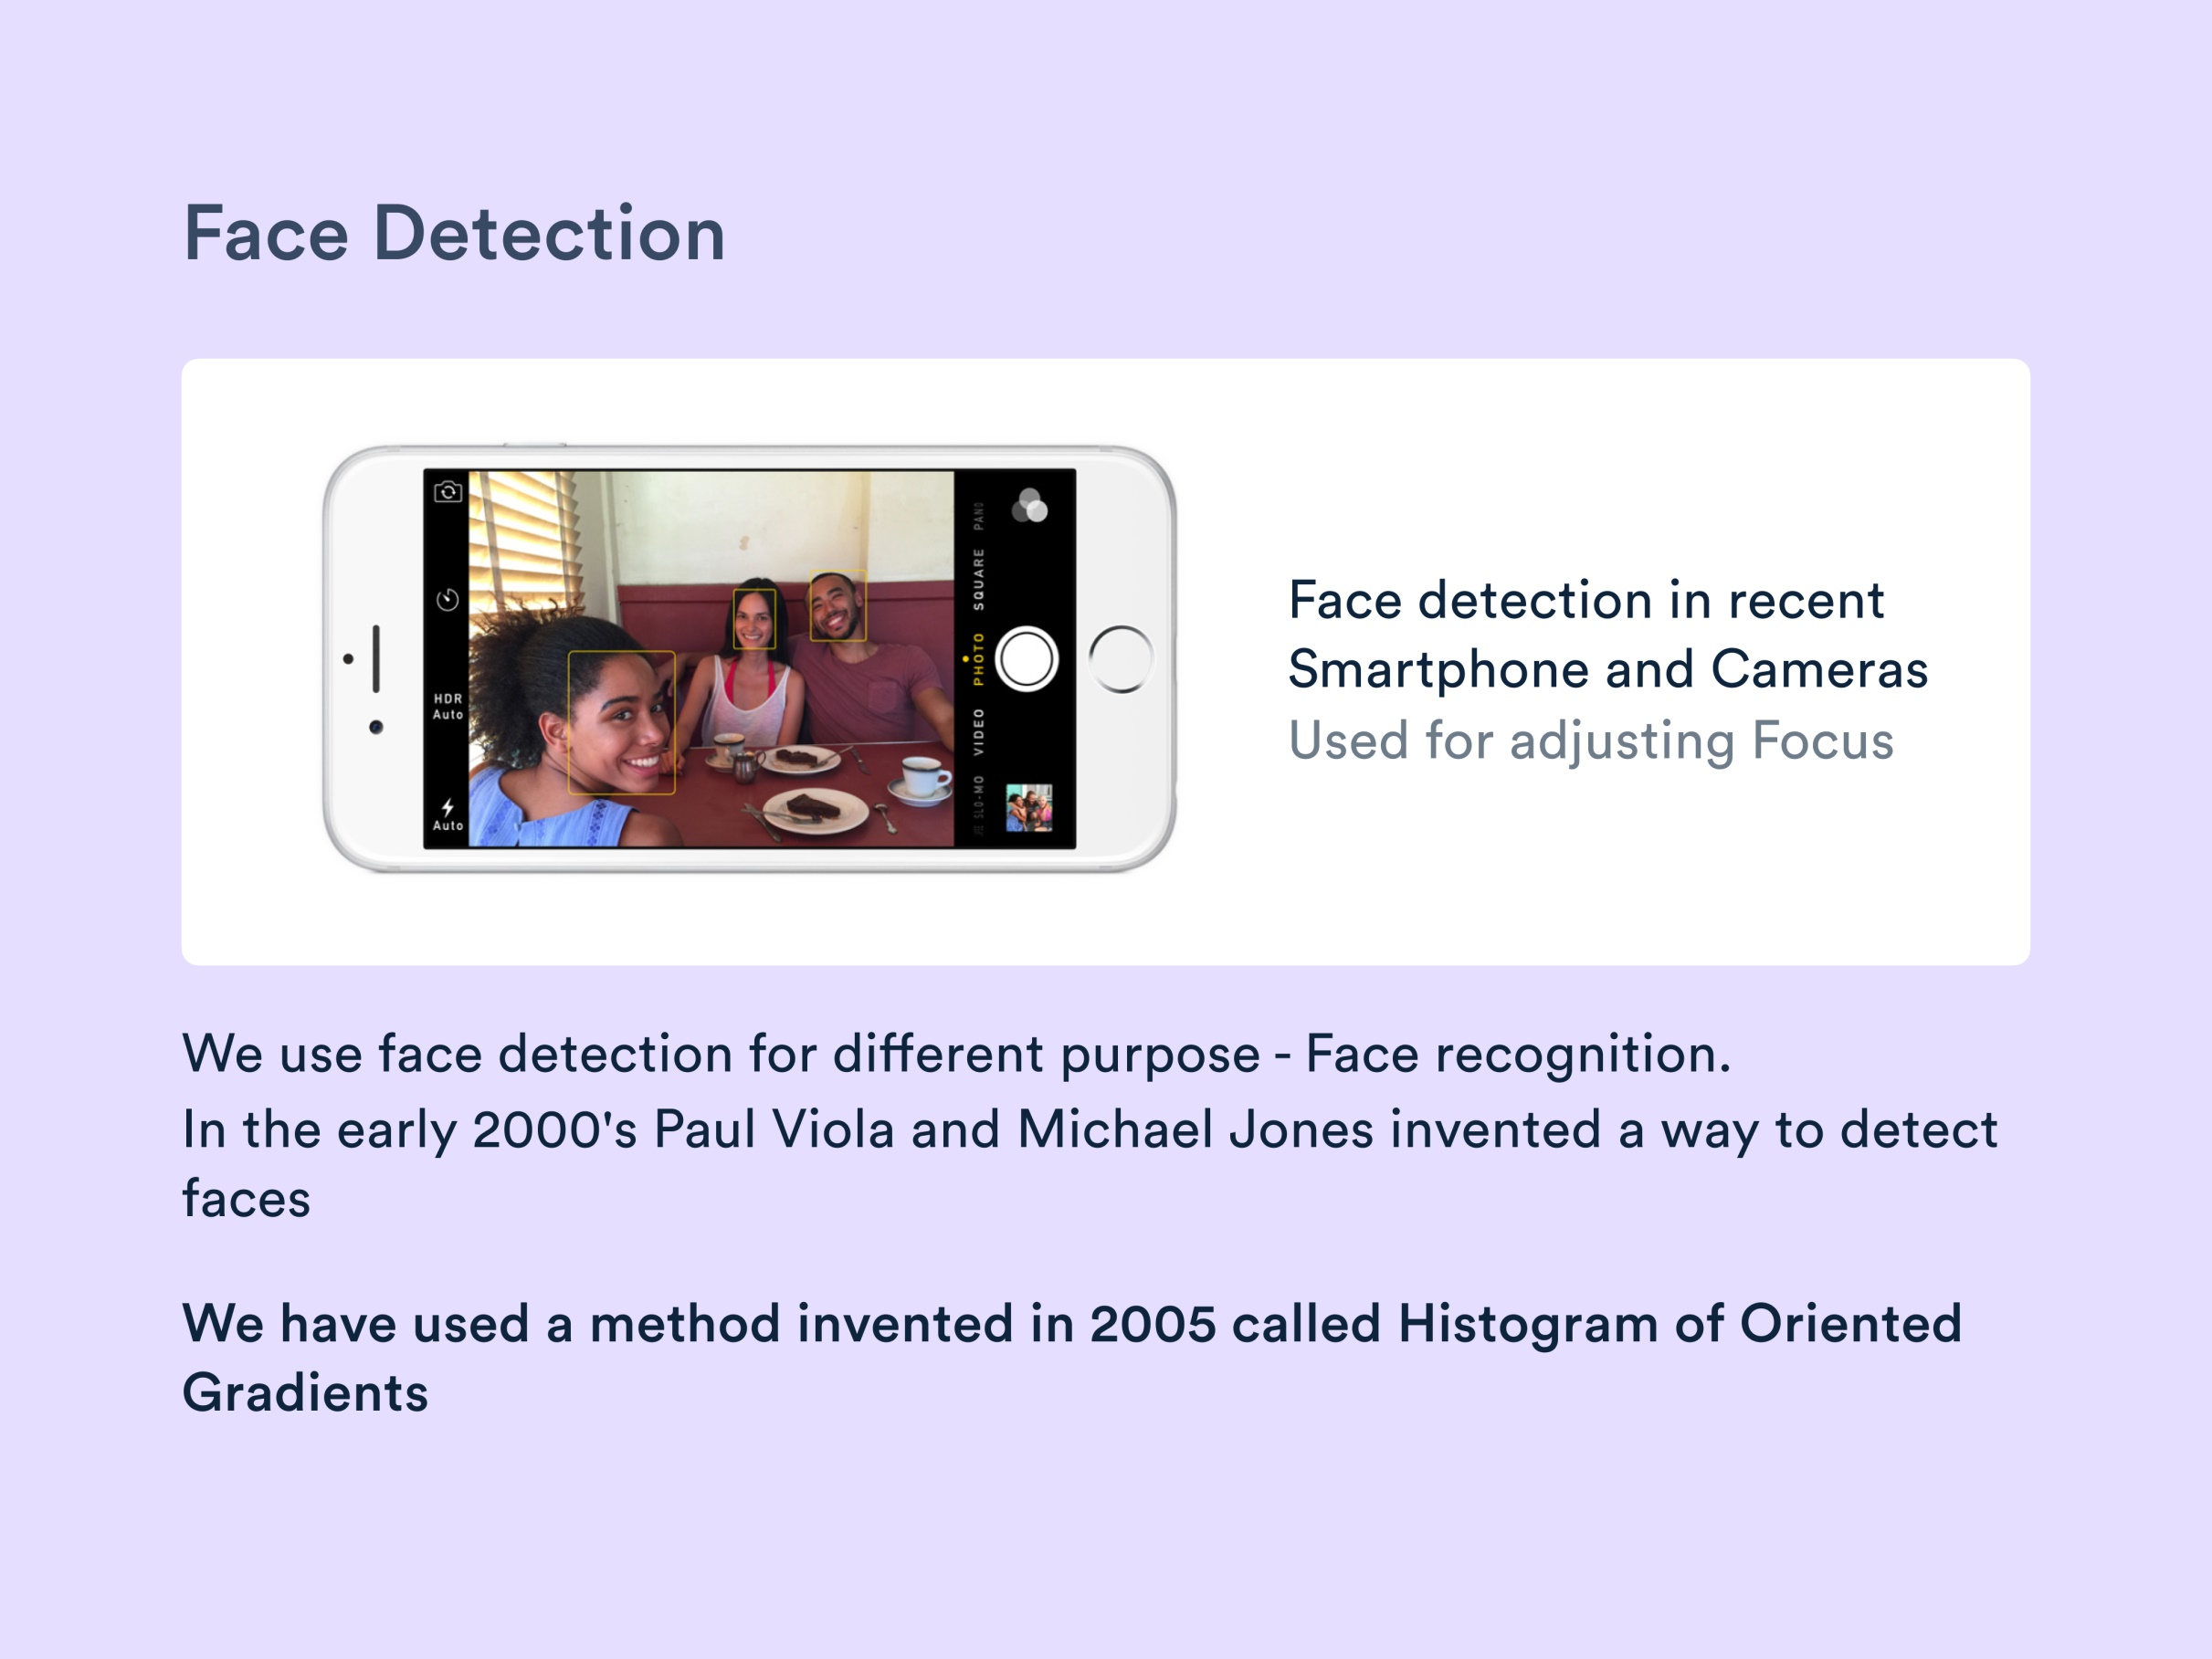 Face Detection
HDR
Auto
Auto
PANO
SQUARE
PHOTO
VIDEO
SLO-MO
Face detection in recent
Smartphone and Cameras
Used for adjusting Focus
We use face detection for different purpose - Face recognition.
In the early 2000's Paul Viola and Michael Jones invented a way to detect
faces
We have used a method invented in 2005 called Histogram of Oriented
Gradients